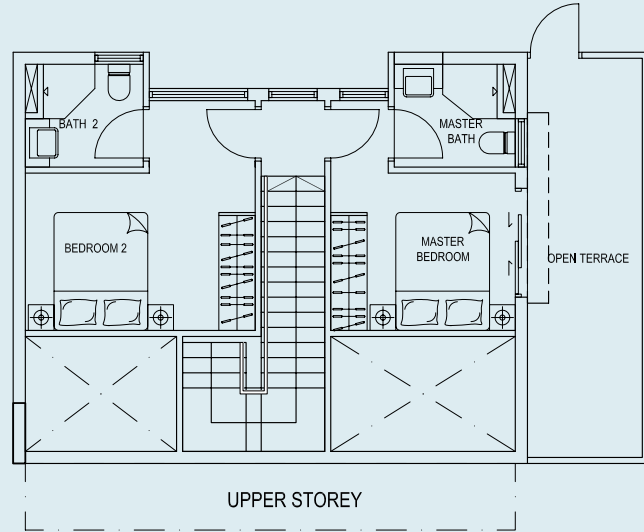 BATH 2
MASTER
BATH
BEDROOM 2
MASTER
BEDROOM
OPEN TERRACE
UPPER STOREY